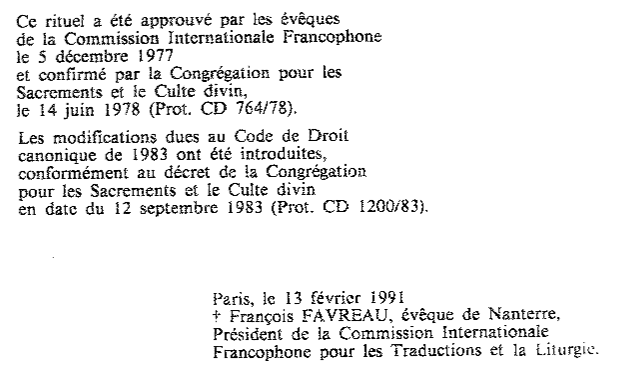 Ce rituel a été approuvé par les évêques
de la Commission Internationale Francophone
le 5 décembre 1977
et confirmé par la Congrégation pour les
Sacrements et le Culte divin,
le 14 juin 1978 (Prot. CD 764/78).
Les modifications dues au Code de Droit
canonique de 1983 ont été introduites,
conformément au décret de la Congrégation
pour les Sacrements et le Culte divin
en date du 12 septembre 1983 (Prot. CD 1200/83).
Paris, le 13 février 1991
† François FAVREAU, évêque de Nanterre,
Président de la Commission Internationale
Francophone pour les Traductions et la Liturgie.